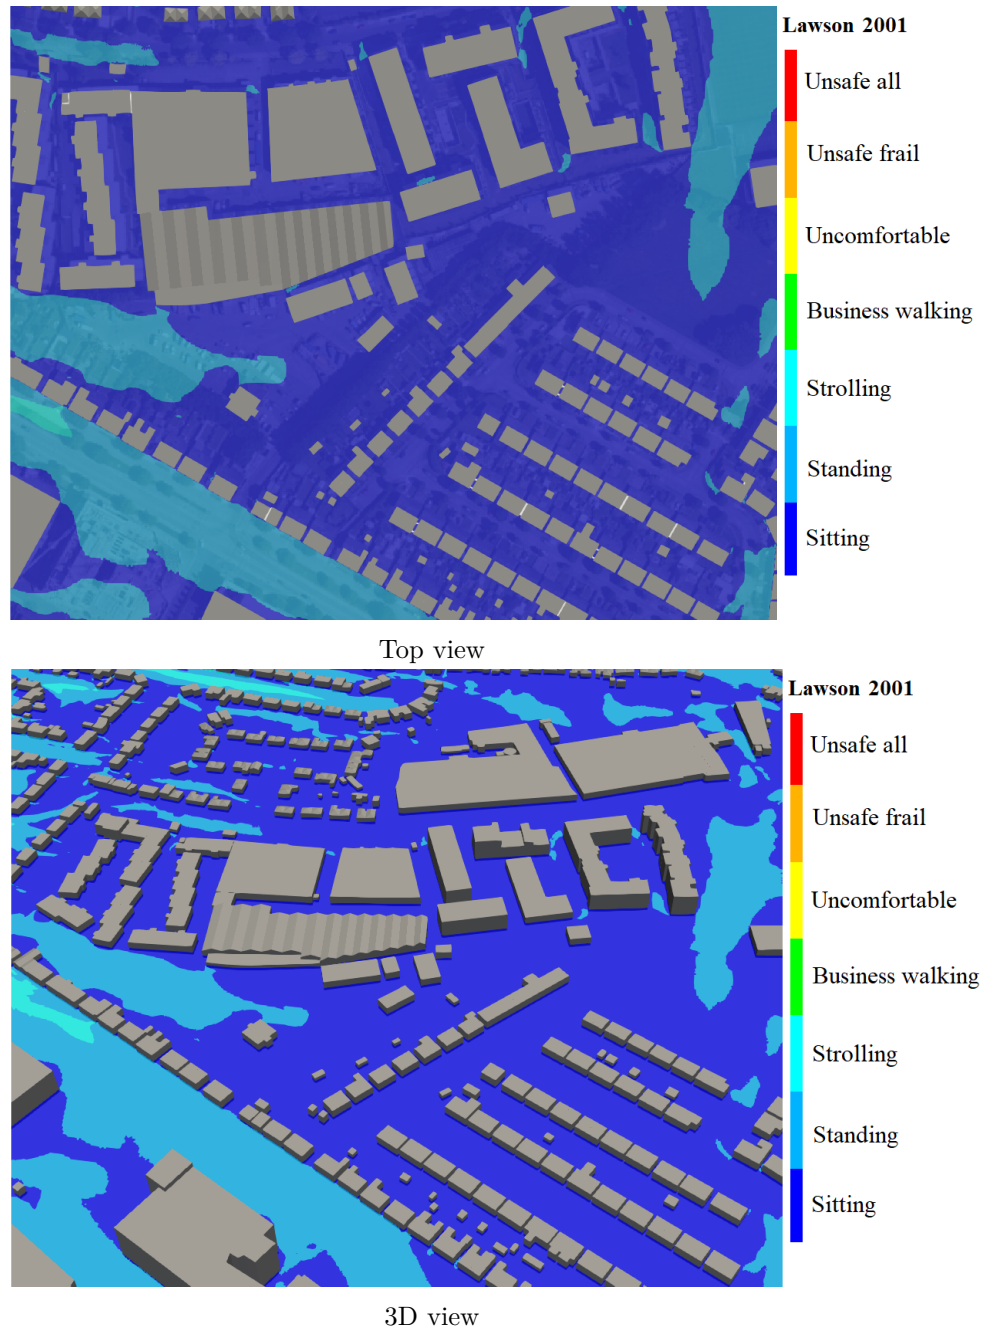 Lawson 2001
Unsafe all
Unsafe frail
Uncomfortable
Business walking
Strolling
Standing
Sitting
Top view
Lawson 2001
Unsafe all
Unsafe frail
Uncomfortable
Business walking
Strolling
Standing
Sitting
3D view